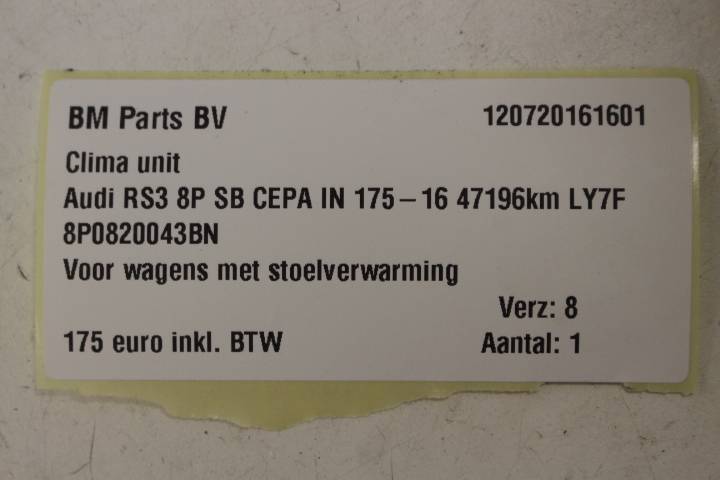 BM Parts BV 120720161601
Clima unit
Audi RS3 8P SB CEPA IN 175-16 47196km LY7F
8P0820043BN
Voor wagens met stoelverwarming
Verz: 8
175 euro inkl. BTW Aantal: 1